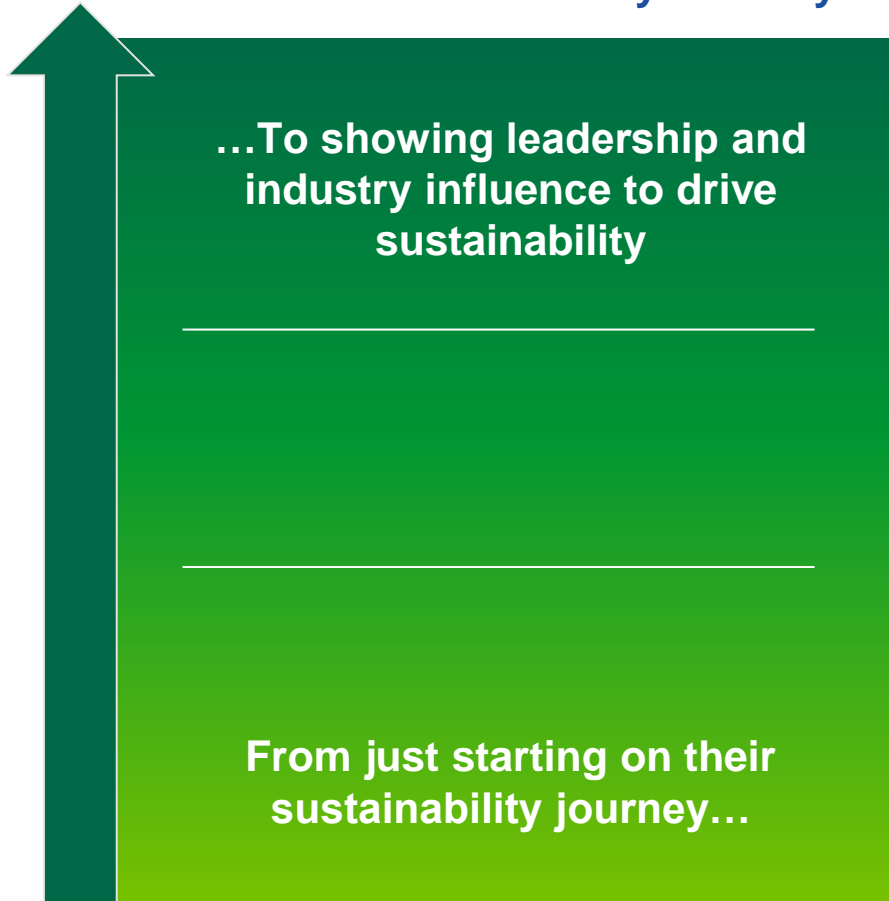 …To showing leadership and
industry influence to drive
sustainability
From just starting on their
sustainability journey…